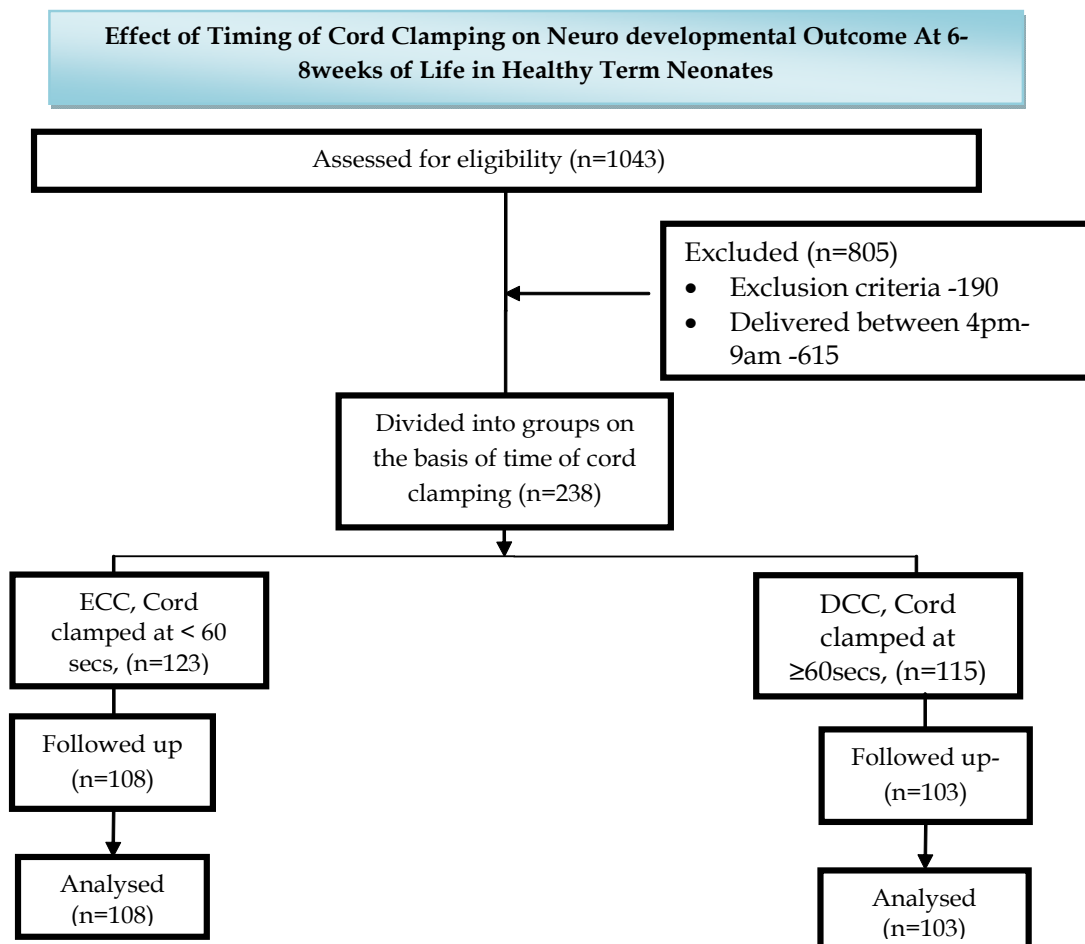 Effect of Timing of Cord Clamping on Neuro developmental Outcome At 6-
8weeks of Life in Healthy Term Neonates
Assessed for eligibility (n=1043)
Excluded (n=805)
• Exclusion criteria -190
• Delivered between 4pm-
9am -615
Divided into groups on
the basis of time of cord
clamping (n=238)
ECC, Cord
clamped at < 60
secs, (n=123)
DCC, Cord
clamped at
≥60secs, (n=115)
Followed up
(n=108)
Followed up-
(n=103)
Analysed
(n=108)
Analysed
(n=103)